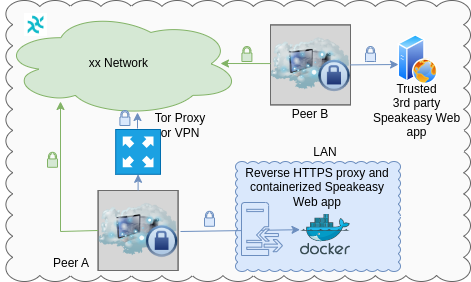 xx Network
Peer B
Trusted
3rd party
Speakeasy Web
app
Tor Proxy
or VPN
LAN
Reverse HTTPS proxy and
containerized Speakeasy
Web app
docker
Peer A